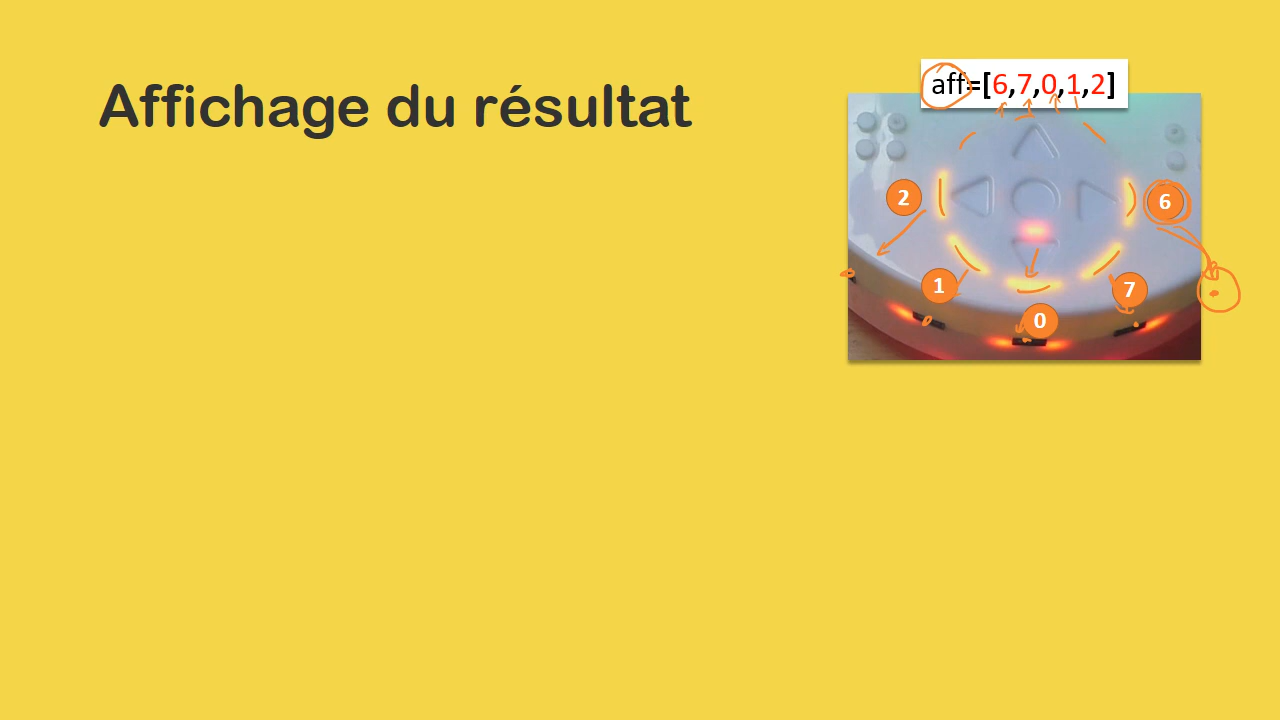 Affichage du résultat
aff=[6,7,0,1,2]
2
6
1
7
0